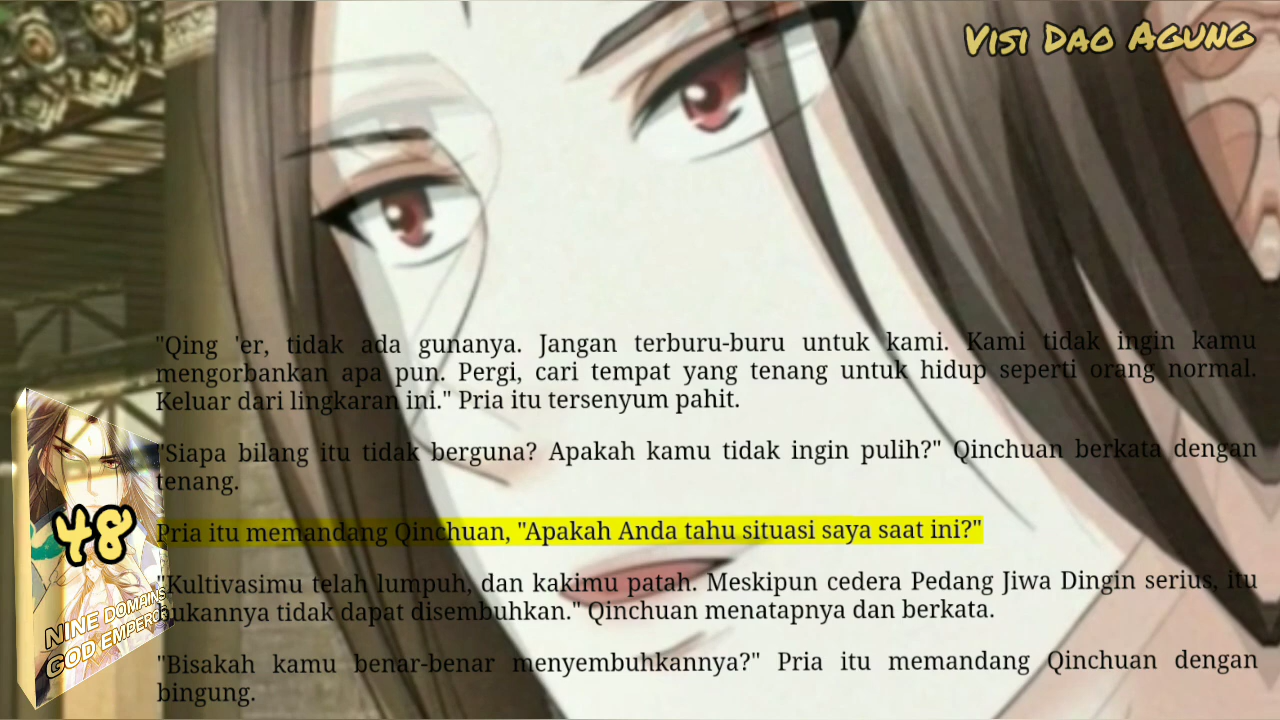 Visi Dao Agung
"Qing 'er, tidak ada gunanya. Jangan terburu-buru untuk kami. Kami tidak ingin kamu
mengorbankan apa pun. Pergi, cari tempat yang tenang untuk hidup seperti orang normal.
Keluar dari lingkaran ini." Pria itu tersenyum pahit.
"Siapa bilang itu tidak berguna? Apakah kamu tidak ingin pulih?" Qinchuan berkata dengan
tenang.
Pria itu memandang Qinchuan, "Apakah Anda tahu situasi saya saat ini?"
"Kultivasimu telah lumpuh, dan kakimu patah. Meskipun cedera Pedang Jiwa Dingin serius, itu
bukannya tidak dapat disembuhkan." Qinchuan menatapnya dan berkata.
"Bisakah kamu benar-benar menyembuhkannya?" Pria itu memandang Qinchuan dengan
bingung.
48
NINE DOMAINS
GOD EMPEROR